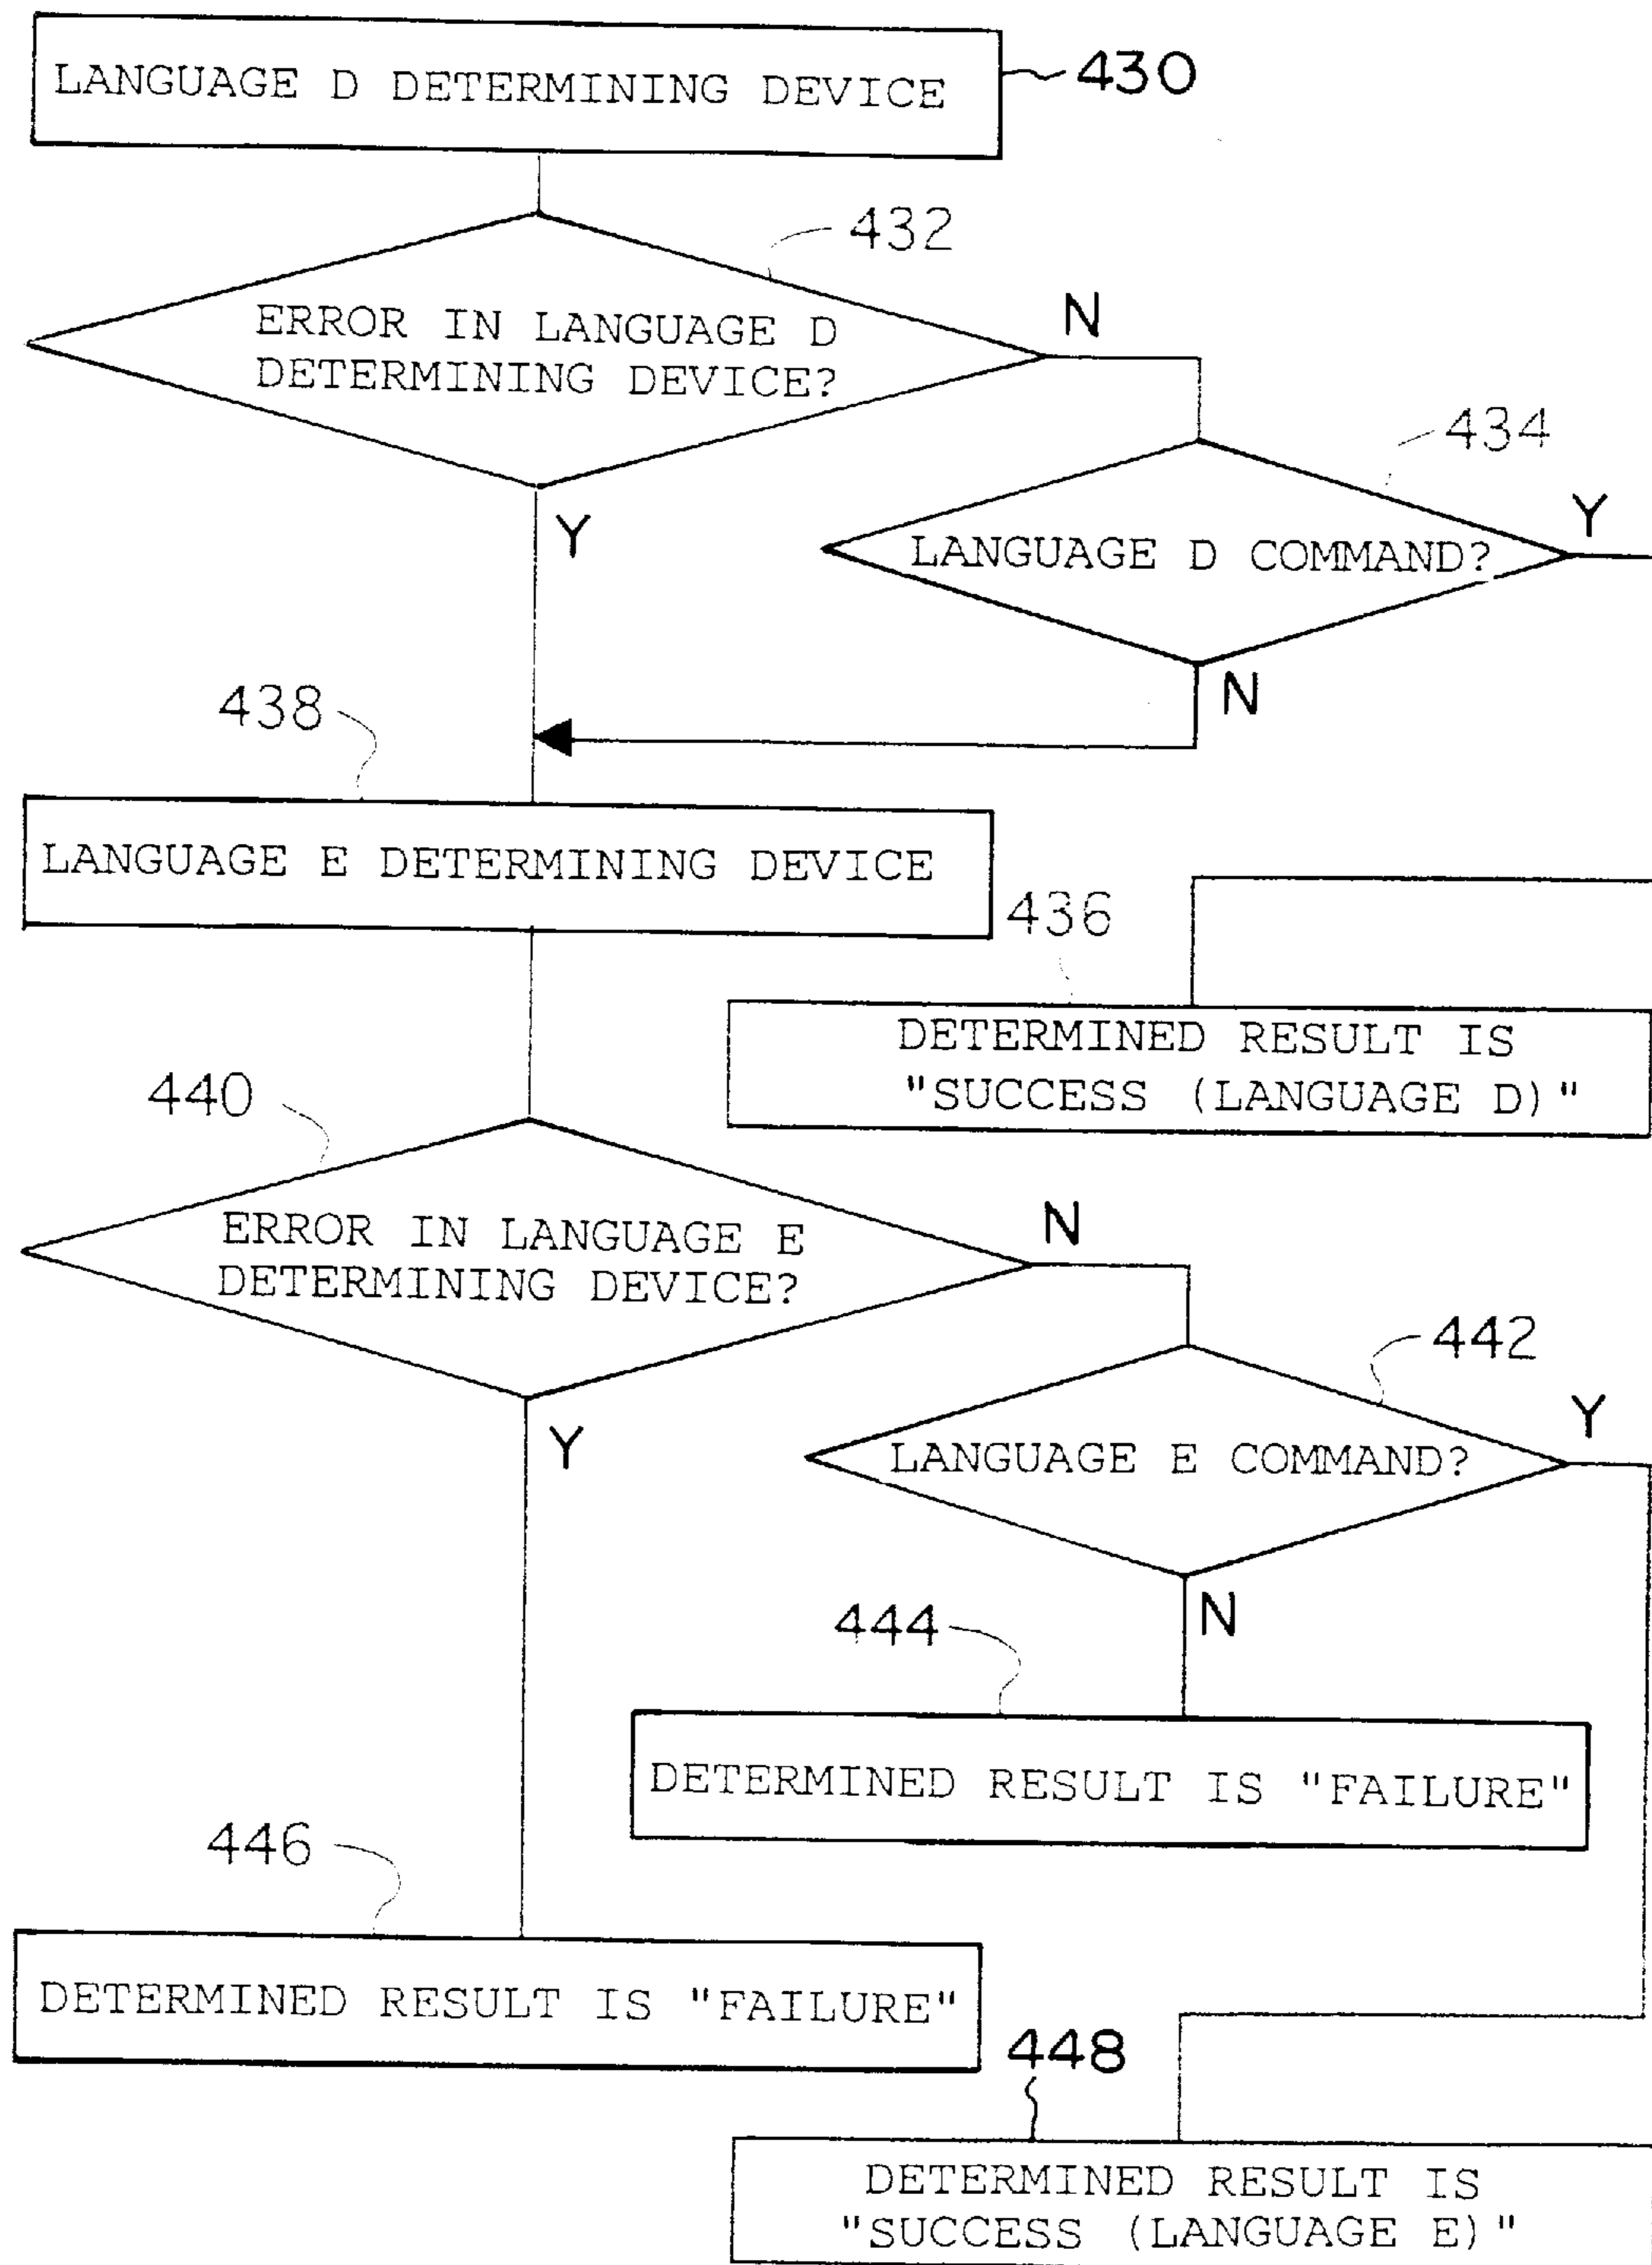 LANGUAGE D DETERMINING DEVICE
430
432
ERROR IN LANGUAGE D
DETERMINING DEVICE?
N
Y
434
LANGUAGE D COMMAND?
Y
N
438
LANGUAGE E DETERMINING DEVICE
436
DETERMINED RESULT IS
"SUCCESS (LANGUAGE D)"
440
ERROR IN LANGUAGE E
DETERMINING DEVICE?
N
Y
442
LANGUAGE E COMMAND?
Y
N
444
DETERMINED RESULT IS "FAILURE"
446
DETERMINED RESULT IS "FAILURE"
448
DETERMINED RESULT IS
"SUCCESS (LANGUAGE E)"